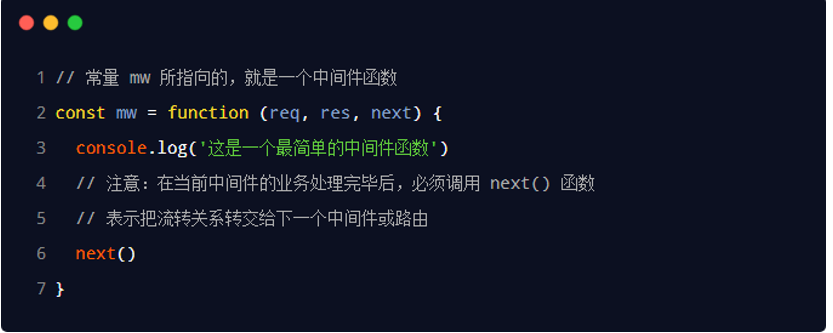 1 // 常量 mw 所指向的，就是一个中间件函数
2 const mw = function (req, res, next) {
3 console.log('这是一个最简单的中间件函数')
4 // 注意：在当前中间件的业务处理完毕后，必须调用 next() 函数
5 // 表示把流转关系转交给下一个中间件或路由
6 next()
7 }